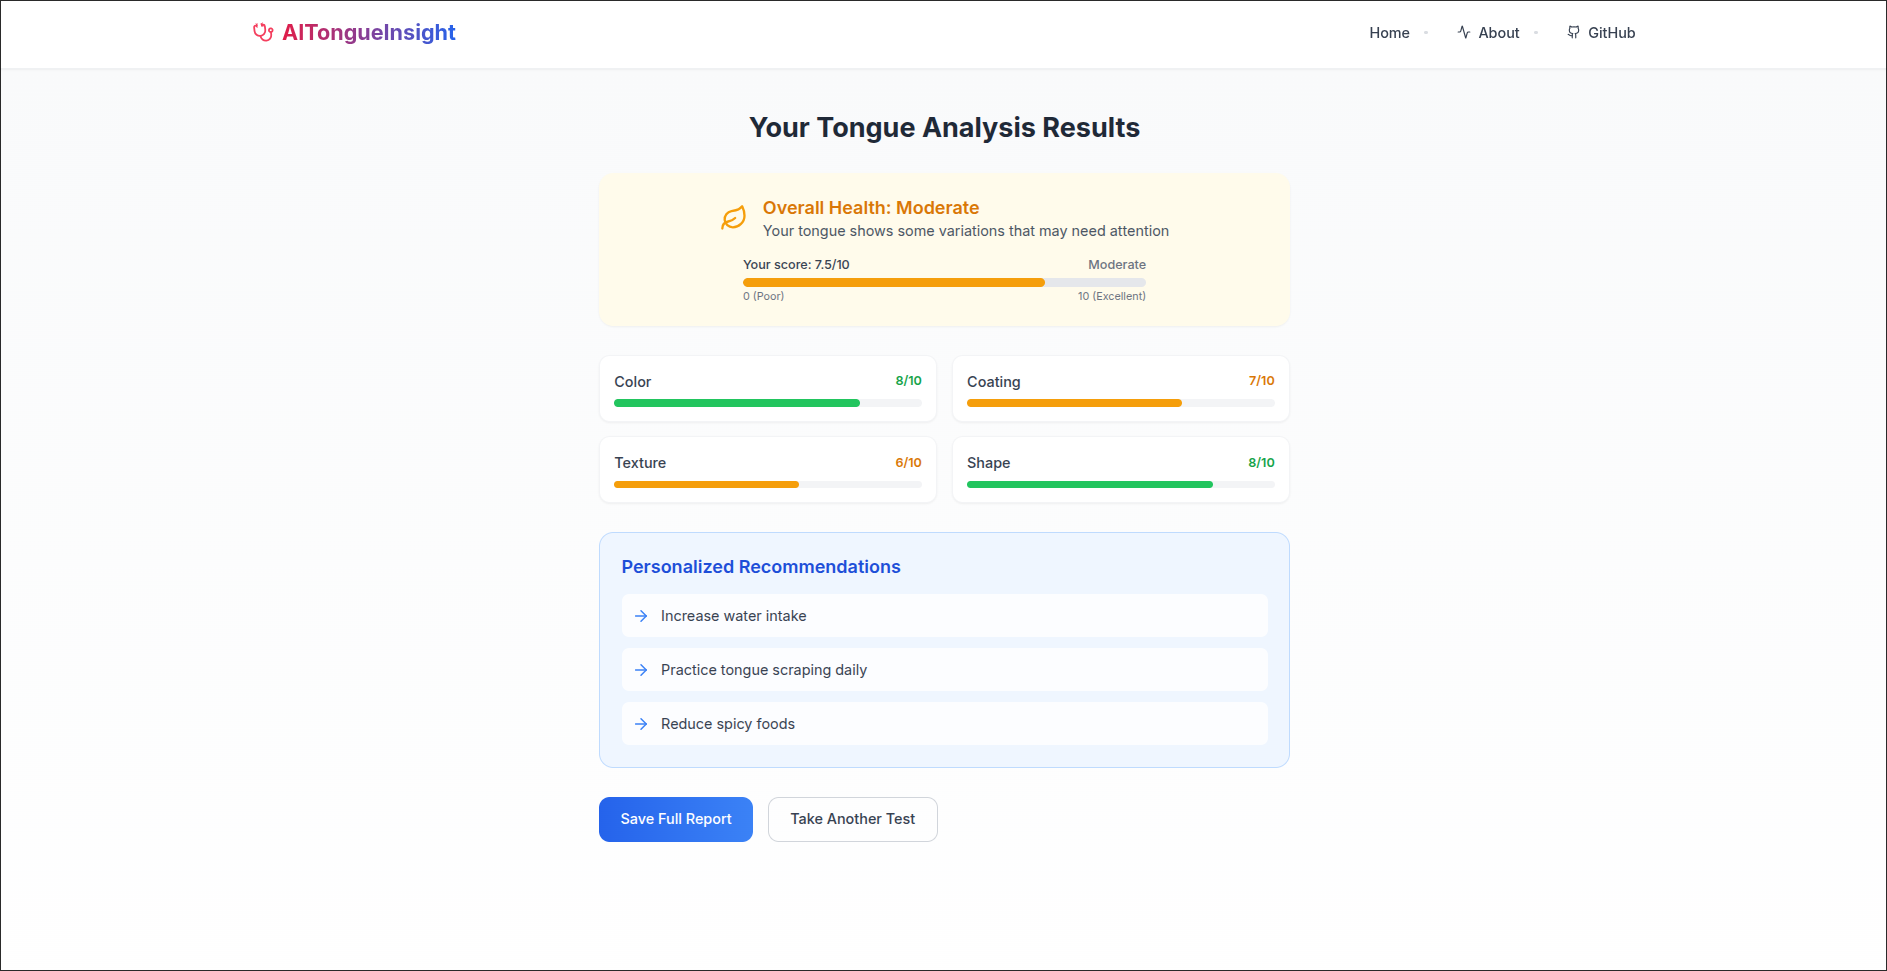 AITongueInsight
Home
About
GitHub
Your Tongue Analysis Results
Overall Health: Moderate
Your tongue shows some variations that may need attention
Your score: 7.5/10
Moderate
0 (Poor)
10 (Excellent)
Color
8/10
Coating
7/10
Texture
6/10
Shape
8/10
Personalized Recommendations
Increase water intake
Practice tongue scraping daily
Reduce spicy foods
Save Full Report
Take Another Test